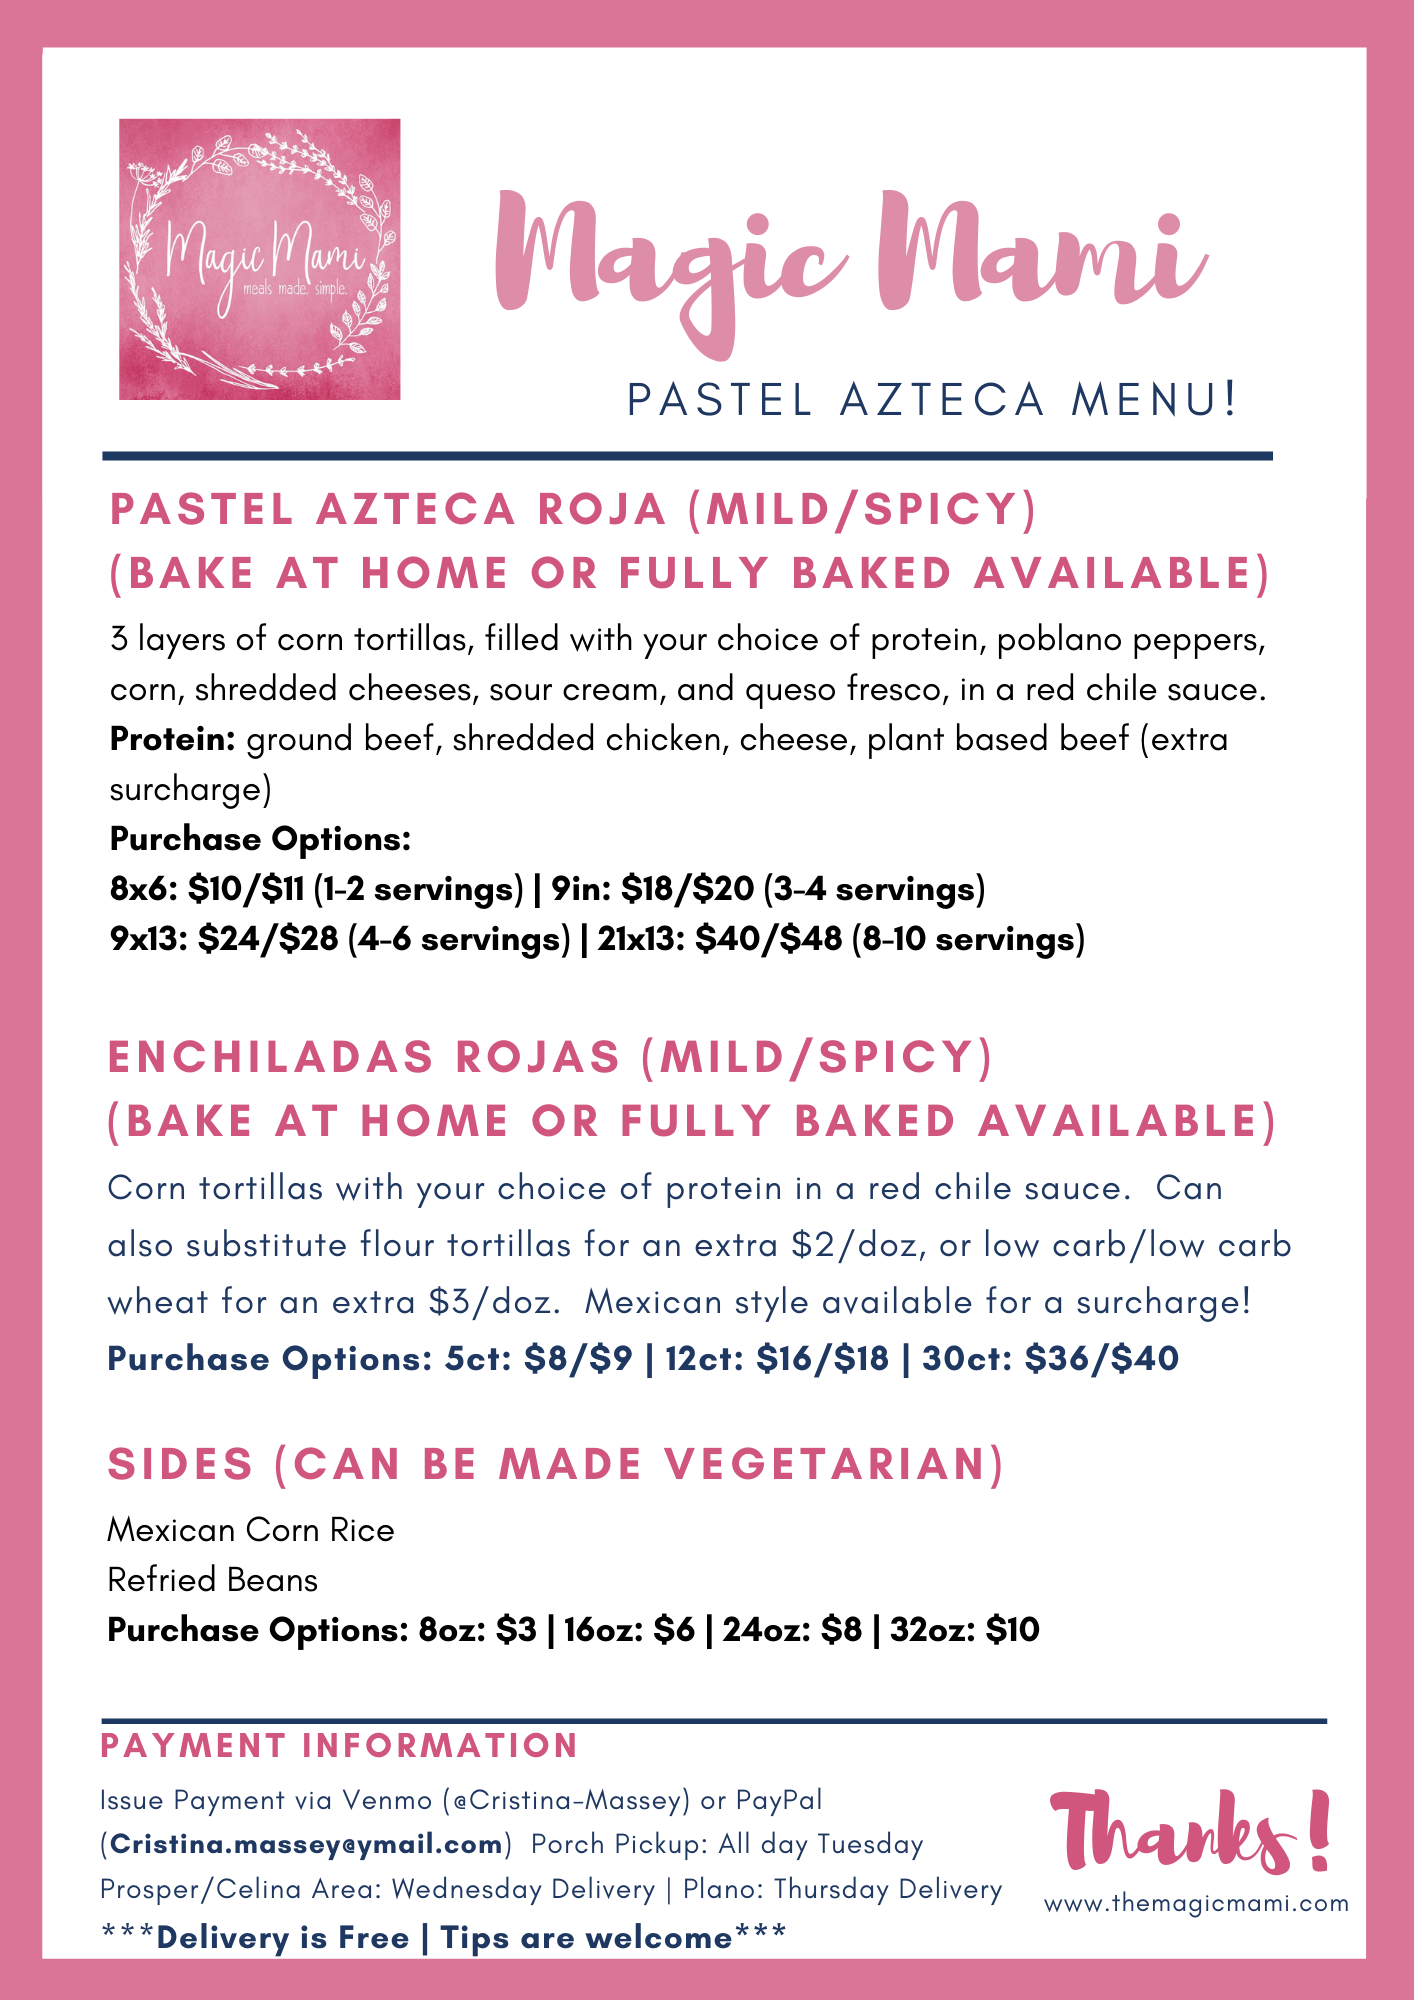 Magic Mami
meals made. simple.
Magic Mami
PASTEL AZTECA MENU!
PASTEL AZTECA ROJA (MILD/SPICY)
(BAKE AT HOME OR FULLY BAKED AVAILABLE)
3 layers of corn tortillas, filled with your choice of protein, poblano peppers,
corn, shredded cheeses, sour cream, and queso fresco, in a red chile sauce.
Protein: ground beef, shredded chicken, cheese, plant based beef (extra
surcharge)
Purchase Options:
8x6: $10/$11 (1-2 servings) | 9in: $18/$20 (3-4 servings)
9x13: $24/$28 (4-6 servings) | 21x13: $40/$48 (8-10 servings)
ENCHILADAS ROJAS (MILD/SPICY)
(BAKE AT HOME OR FULLY BAKED AVAILABLE)
Corn tortillas with your choice of protein in a red chile sauce.  Can
also substitute flour tortillas for an extra $2/doz, or low carb/low carb
wheat for an extra $3/doz.  Mexican style available for a surcharge!
Purchase Options: 5ct: $8/$9 | 12ct: $16/$18 | 30ct: $36/$40
SIDES (CAN BE MADE VEGETARIAN)
Mexican Corn Rice
Refried Beans
Purchase Options: 8oz: $3 | 16oz: $6 | 24oz: $8 | 32oz: $10
PAYMENT INFORMATION
Issue Payment via Venmo (@Cristina-Massey) or PayPal
(Cristina.massey@ymail.com)  Porch Pickup: All day Tuesday
Prosper/Celina Area: Wednesday Delivery | Plano: Thursday Delivery
***Delivery is Free | Tips are welcome***
Thanks!
www.themagicmami.com